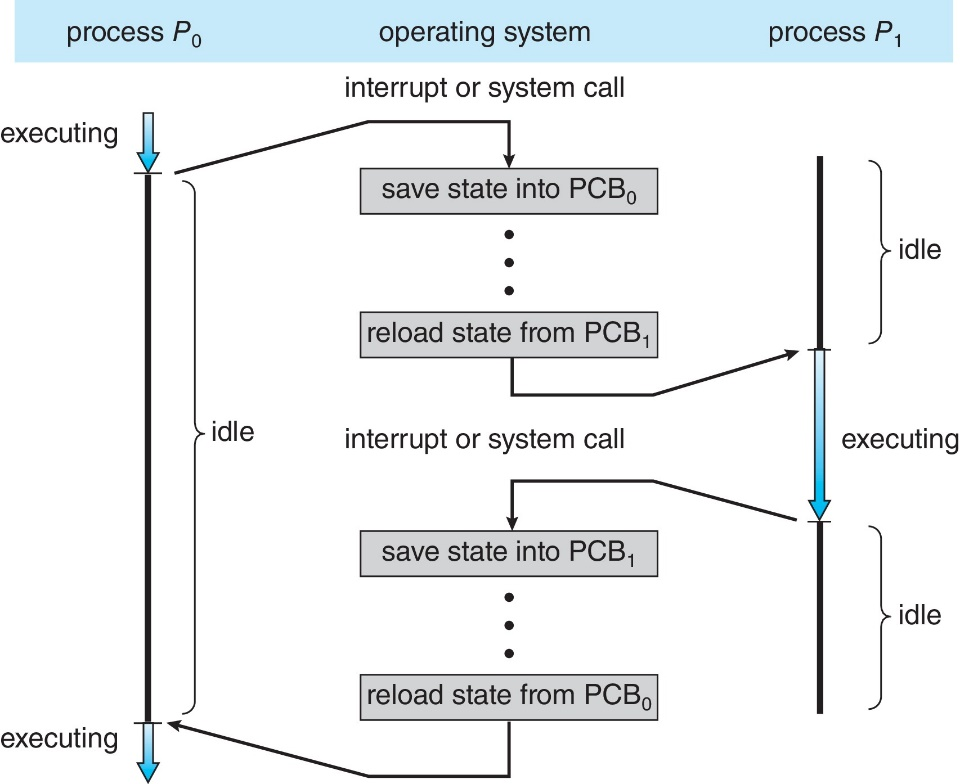 process P₀ operating system process P₁
interrupt or system call
executing
save state into PCB₀
idle
reload state from PCB₁
idle
interrupt or system call
executing
save state into PCB₁
idle
reload state from PCB₀
executing